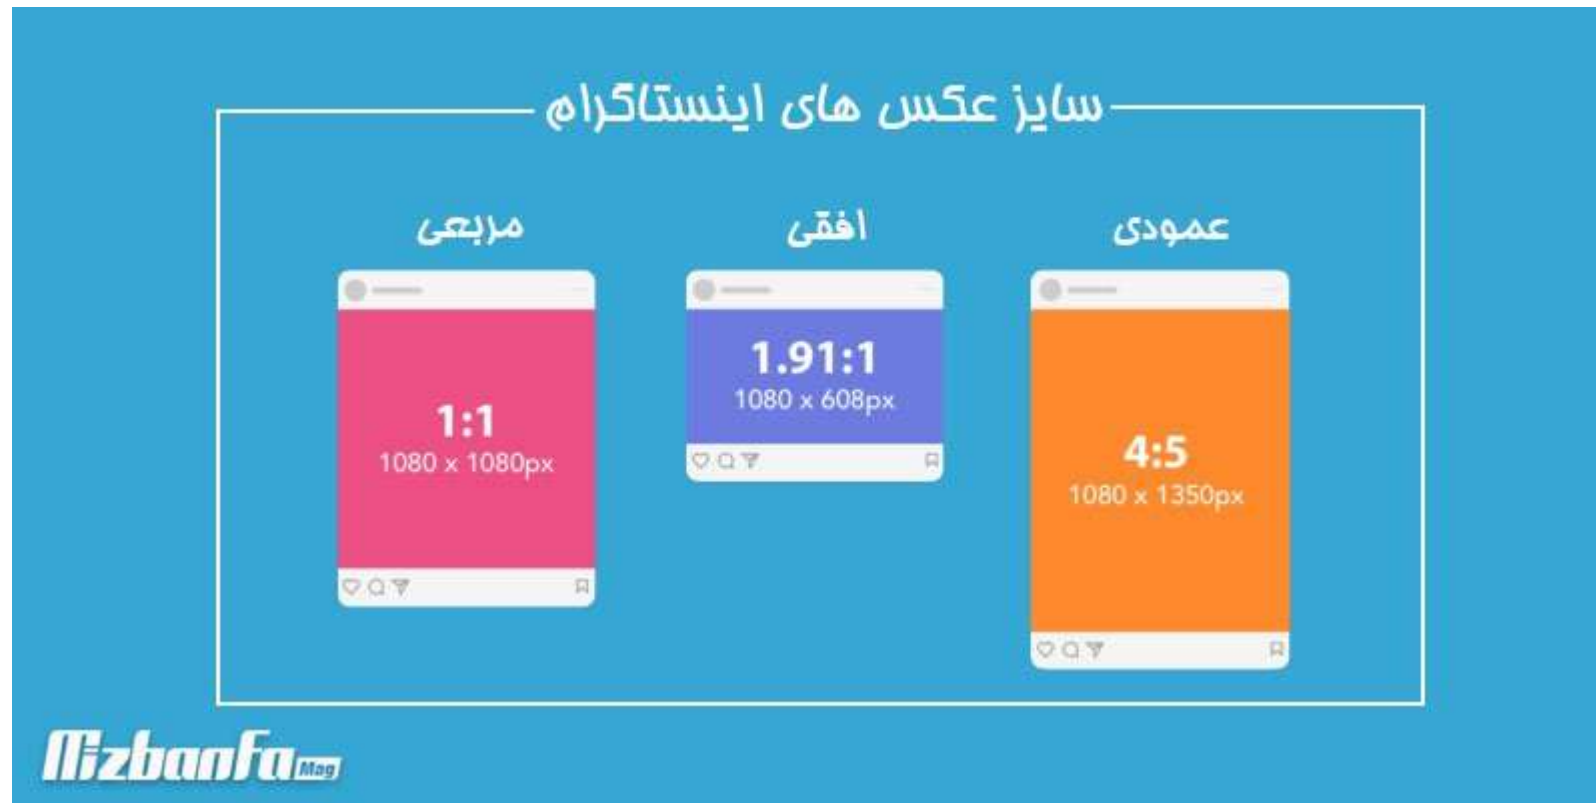 سایز عکس های اینستاگرام
عمودی
4:5
1080 x 1350px
افقی
1.91:1
1080 x 608px
مربعی
1:1
1080 x 1080px
MizbanFa Mag